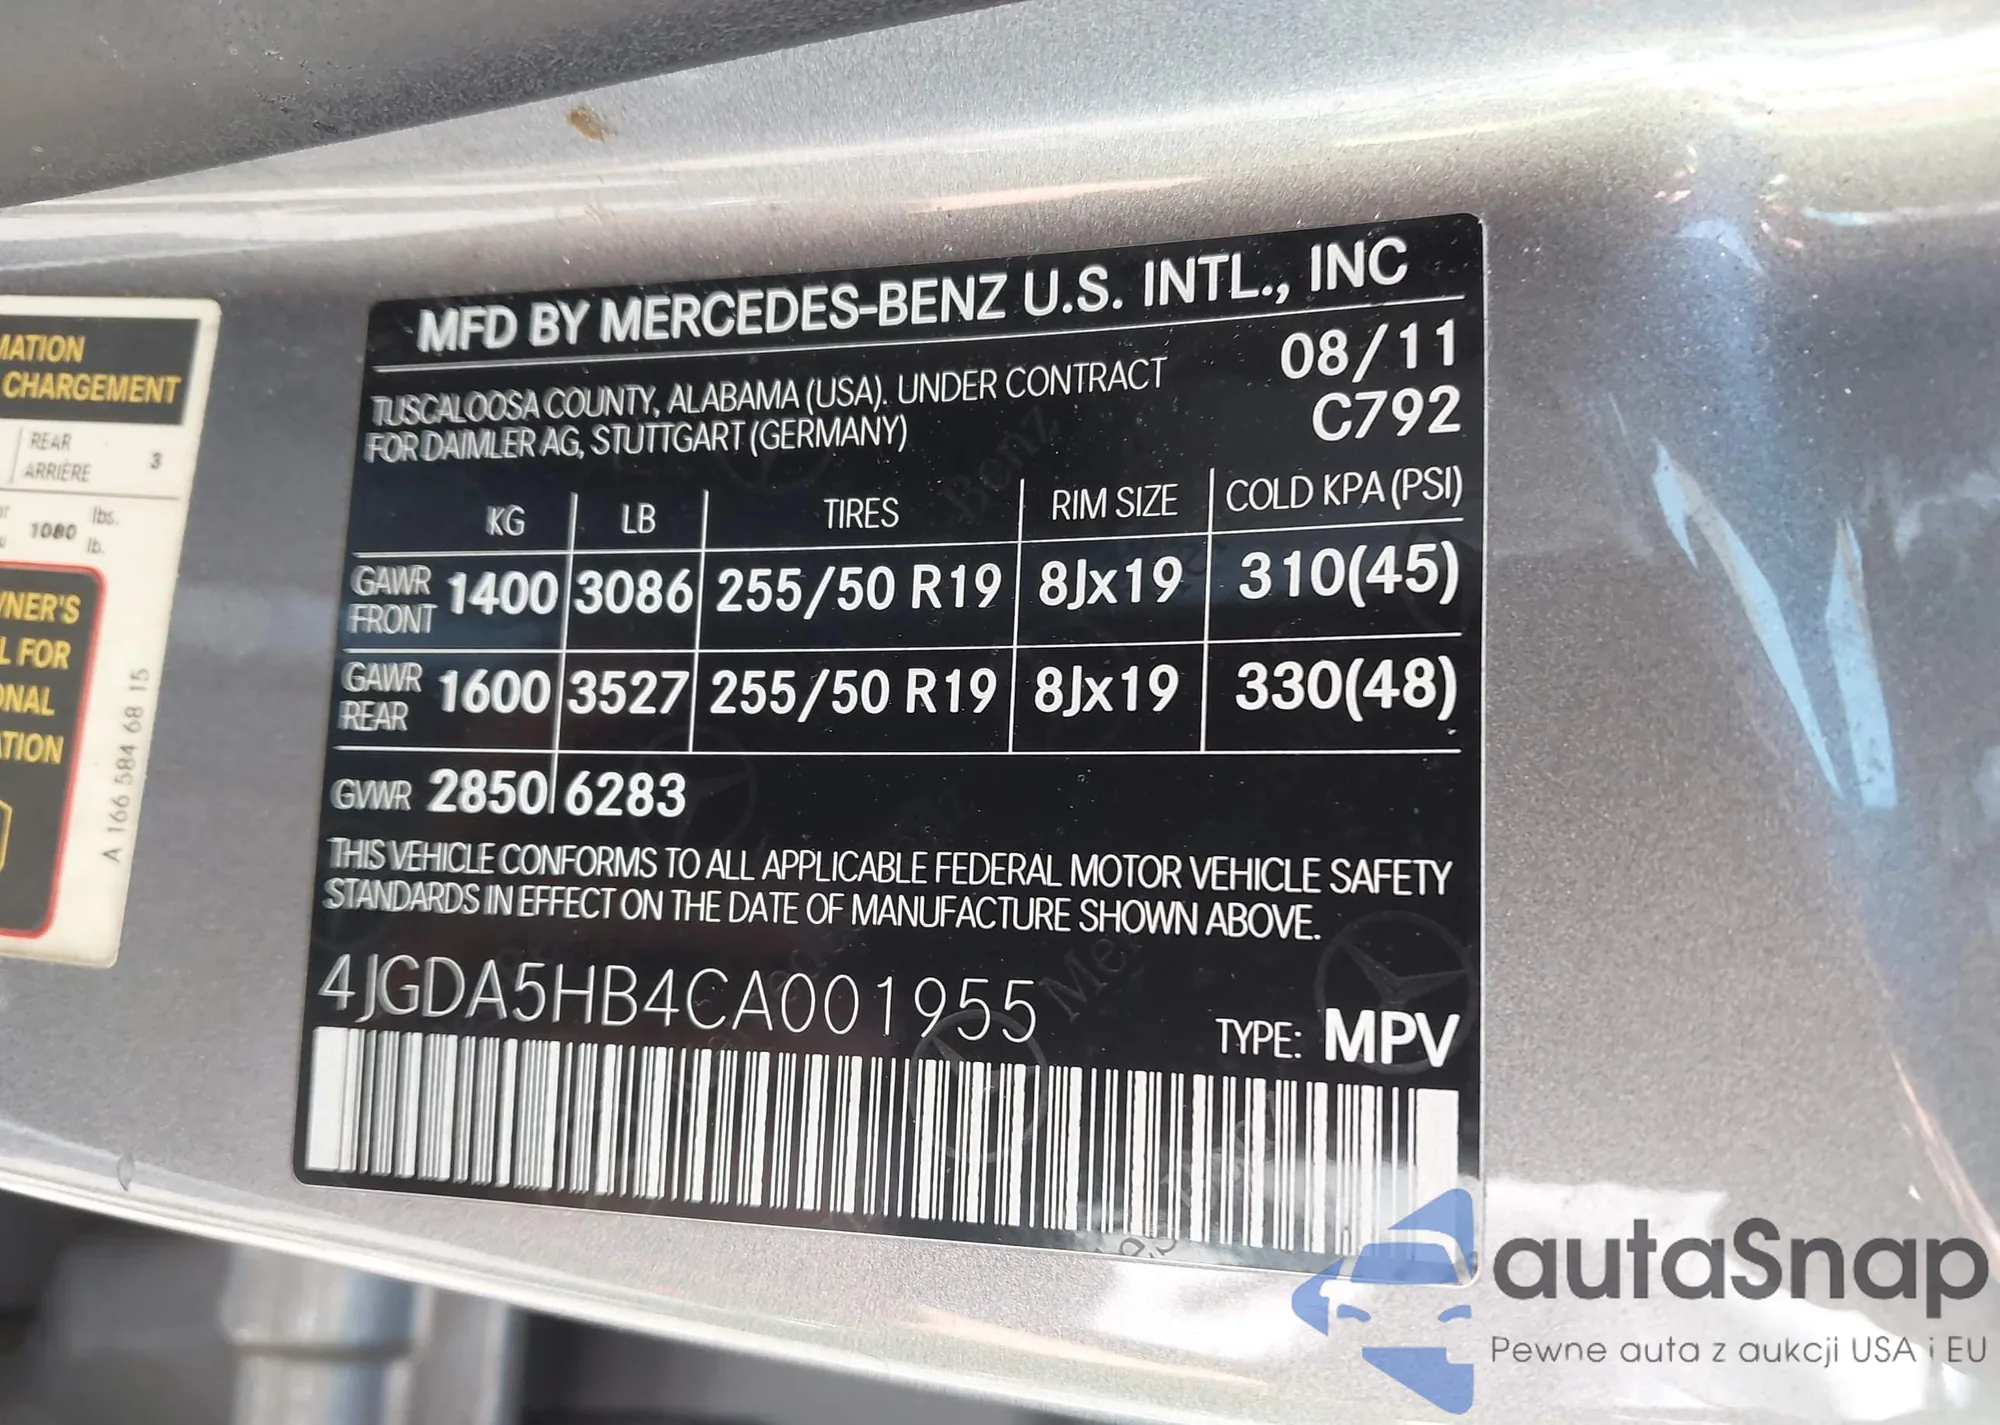 MATION
CHARGEMENT
REAR
ARRIÈRE 3
1080 lbs.
lb.
L FOR
A 166 584 68 15
MFD BY MERCEDES-BENZ U.S. INTL., INC
08/11
TUSCALOOSA COUNTY, ALABAMA (USA). UNDER CONTRACT
FOR DAIMLER AG, STUTTGART (GERMANY)
C792
KG LB TIRES RIM SIZE COLD KPA (PSI)
GAWR FRONT 1400 3086 255/50 R19 8Jx19 310(45)
GAWR REAR 1600 3527 255/50 R19 8Jx19 330(48)
GVWR 2850 6283
THIS VEHICLE CONFORMS TO ALL APPLICABLE FEDERAL MOTOR VEHICLE SAFETY
STANDARDS IN EFFECT ON THE DATE OF MANUFACTURE SHOWN ABOVE.
4JGDA5HB4CA001955
TYPE: MPV
autaSnap
Pewne auta z aukcji USA i EU